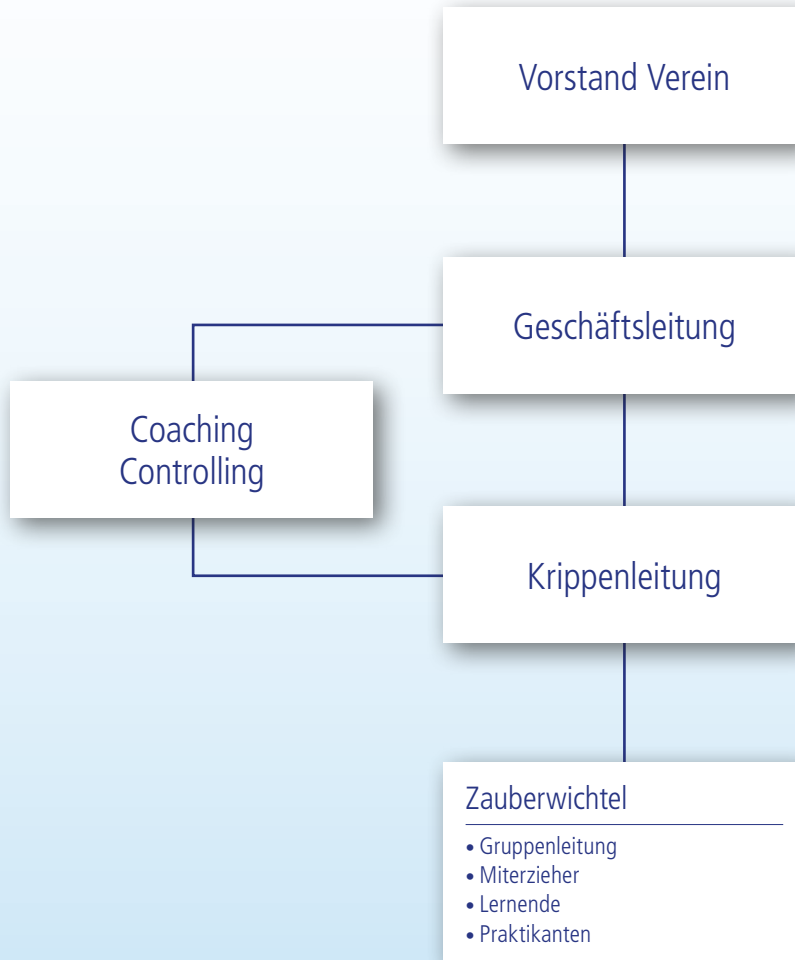 Vorstand Verein
Geschäftsleitung
Coaching
Controlling
Krippenleitung
Zauberwichtel
• Gruppenleitung
• Miterzieher
• Lernende
• Praktikanten